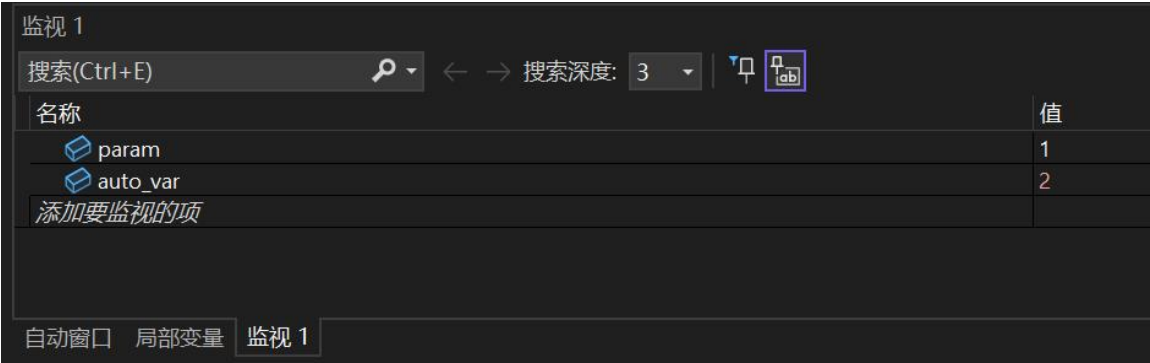 监视 1
搜索(Ctrl+E) 搜索深度: 3
名称 值
param 1
auto_var 2
添加要监视的项
自动窗口 局部变量 监视 1